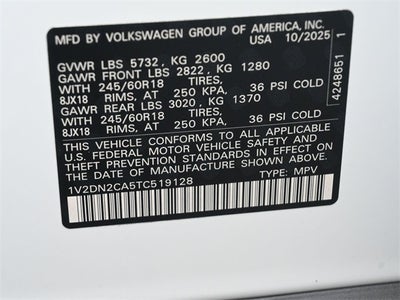 MFD BY VOLKSWAGEN GROUP OF AMERICA, INC.
USA 10/2025
GVWR LBS 5732, KG 2600
GAWR FRONT LBS 2822, KG 1280
WITH 245/60R18 TIRES,
8JX18 RIMS, AT 250 KPA, 36 PSI COLD
GAWR REAR LBS 3020, KG 1370
WITH 245/60R18 TIRES,
8JX18 RIMS, AT 250 KPA, 36 PSI COLD
THIS VEHICLE CONFORMS TO ALL APPLICABLE
FEDERAL MOTOR VEHICLE SAFETY, BUMPER, AND
THEFT PREVENTION STANDARDS IN EFFECT ON
THE DATE OF MANUFACTURE SHOWN ABOVE.
1V2DN2CA5TC519128 TYPE: MPV
4248651 1